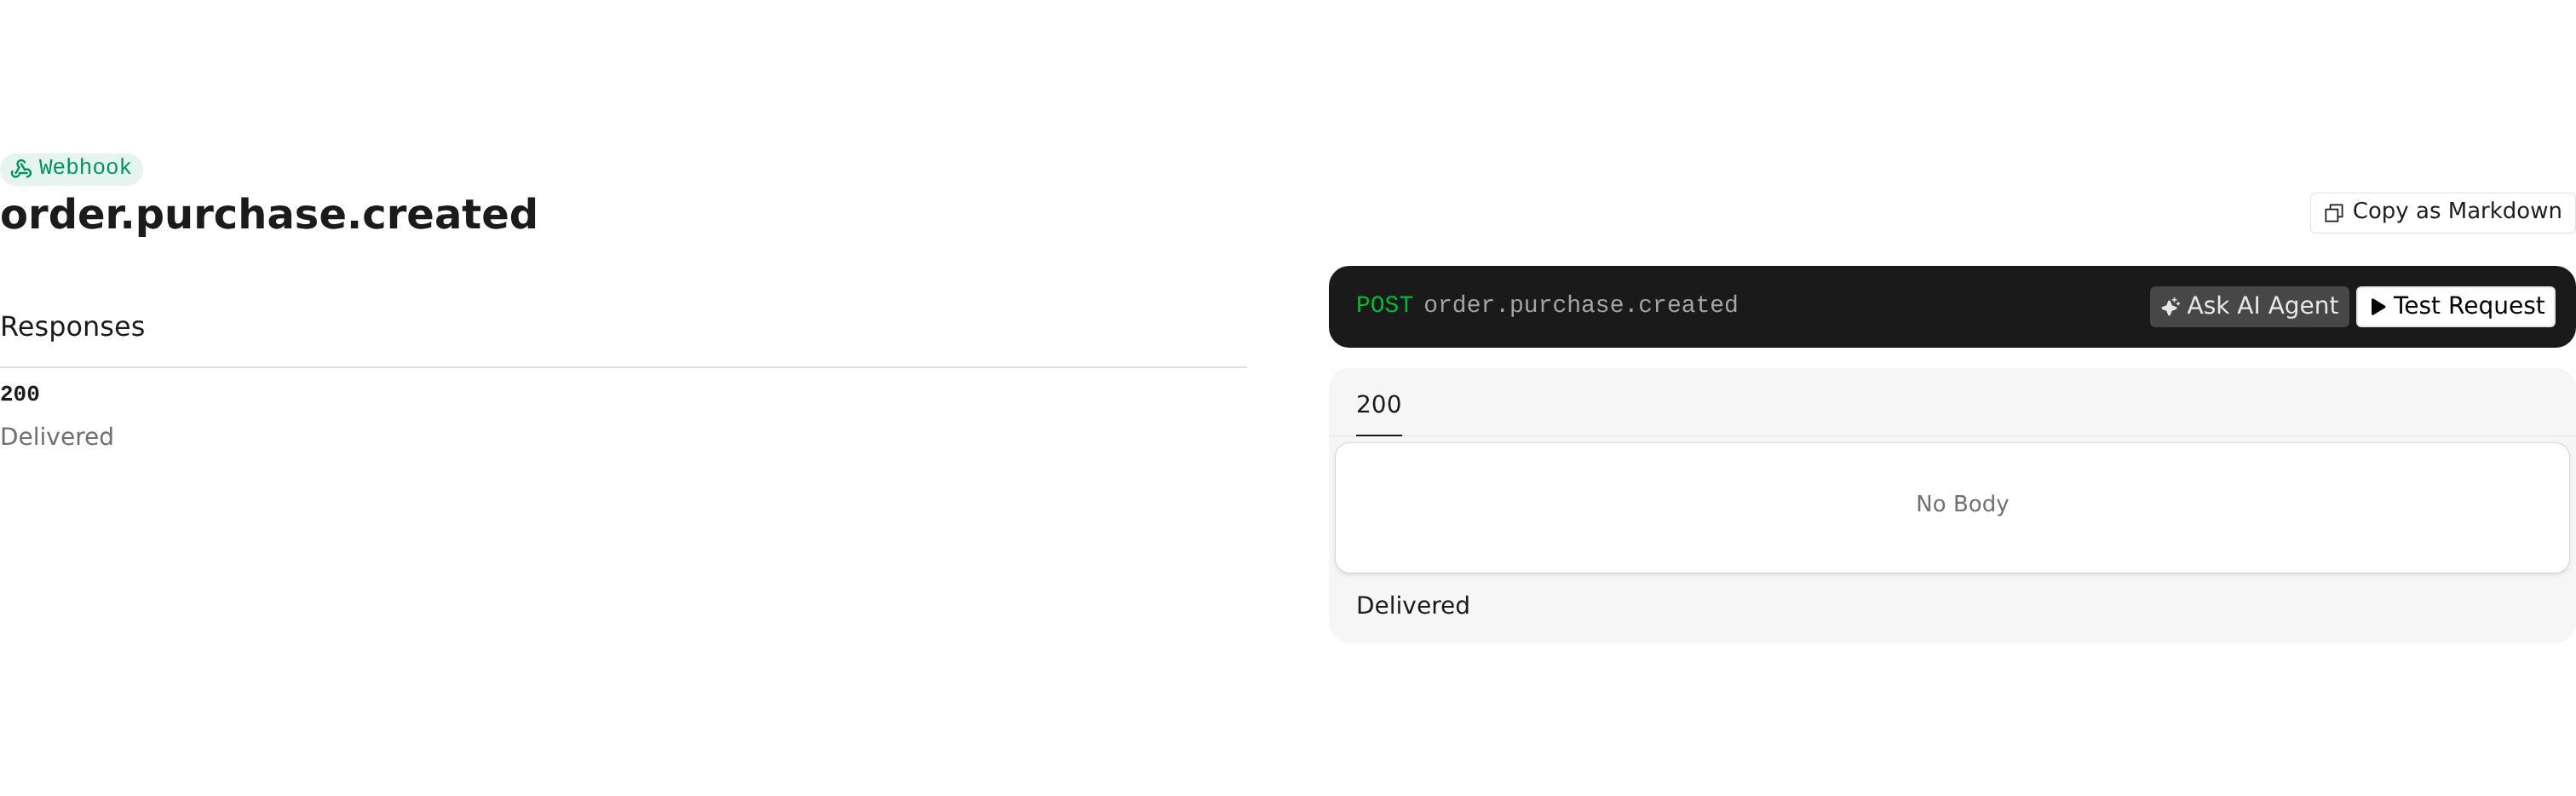 Webhook
order.purchase.created
Copy as Markdown
Responses
200
Delivered
POST order.purchase.created
Ask AI Agent
Test Request
200
No Body
Delivered